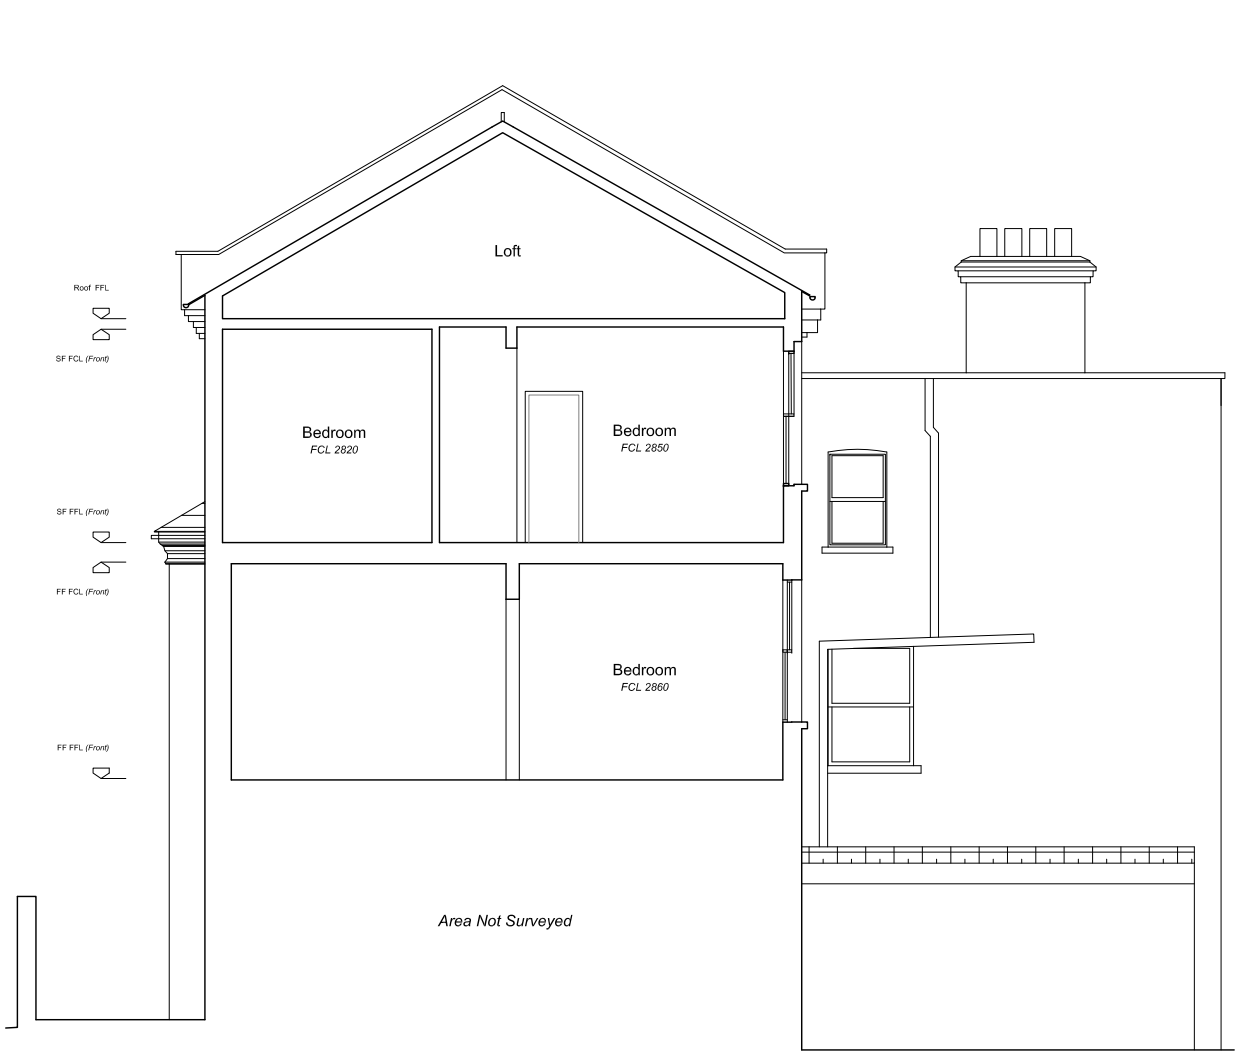 Loft
Roof FFL
SF FCL (Front)
Bedroom
FCL 2820
Bedroom
FCL 2850
SF FFL (Front)
FF FCL (Front)
Bedroom
FCL 2860
FF FFL (Front)
Area Not Surveyed